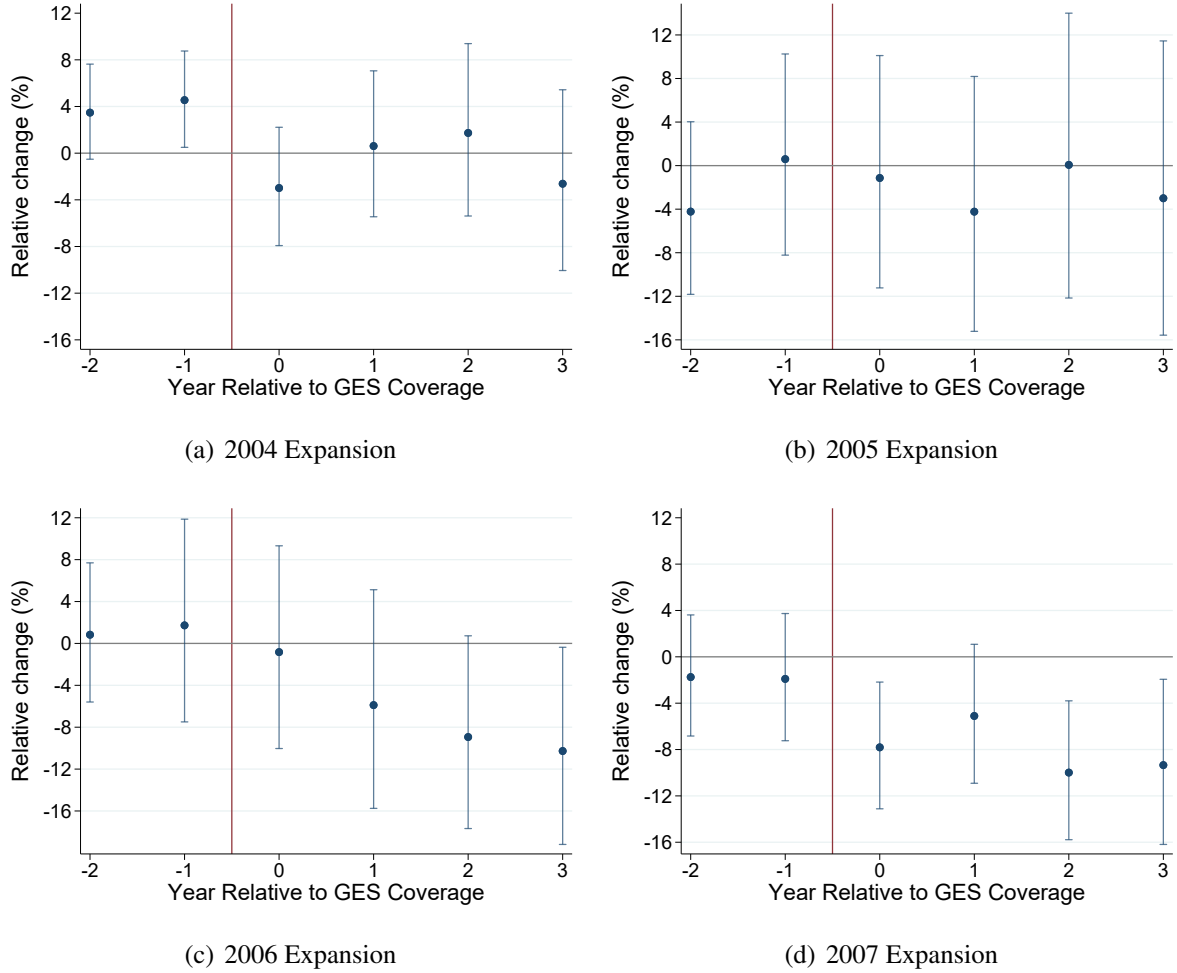 12
8
4
0
-4
-8
-12
-16
Relative change (%)
-2 -1 0 1 2 3
Year Relative to GES Coverage
(a) 2004 Expansion
12
8
4
0
-4
-8
-12
-16
Relative change (%)
-2 -1 0 1 2 3
Year Relative to GES Coverage
(b) 2005 Expansion
12
8
4
0
-4
-8
-12
-16
Relative change (%)
-2 -1 0 1 2 3
Year Relative to GES Coverage
(c) 2006 Expansion
12
8
4
0
-4
-8
-12
-16
Relative change (%)
-2 -1 0 1 2 3
Year Relative to GES Coverage
(d) 2007 Expansion